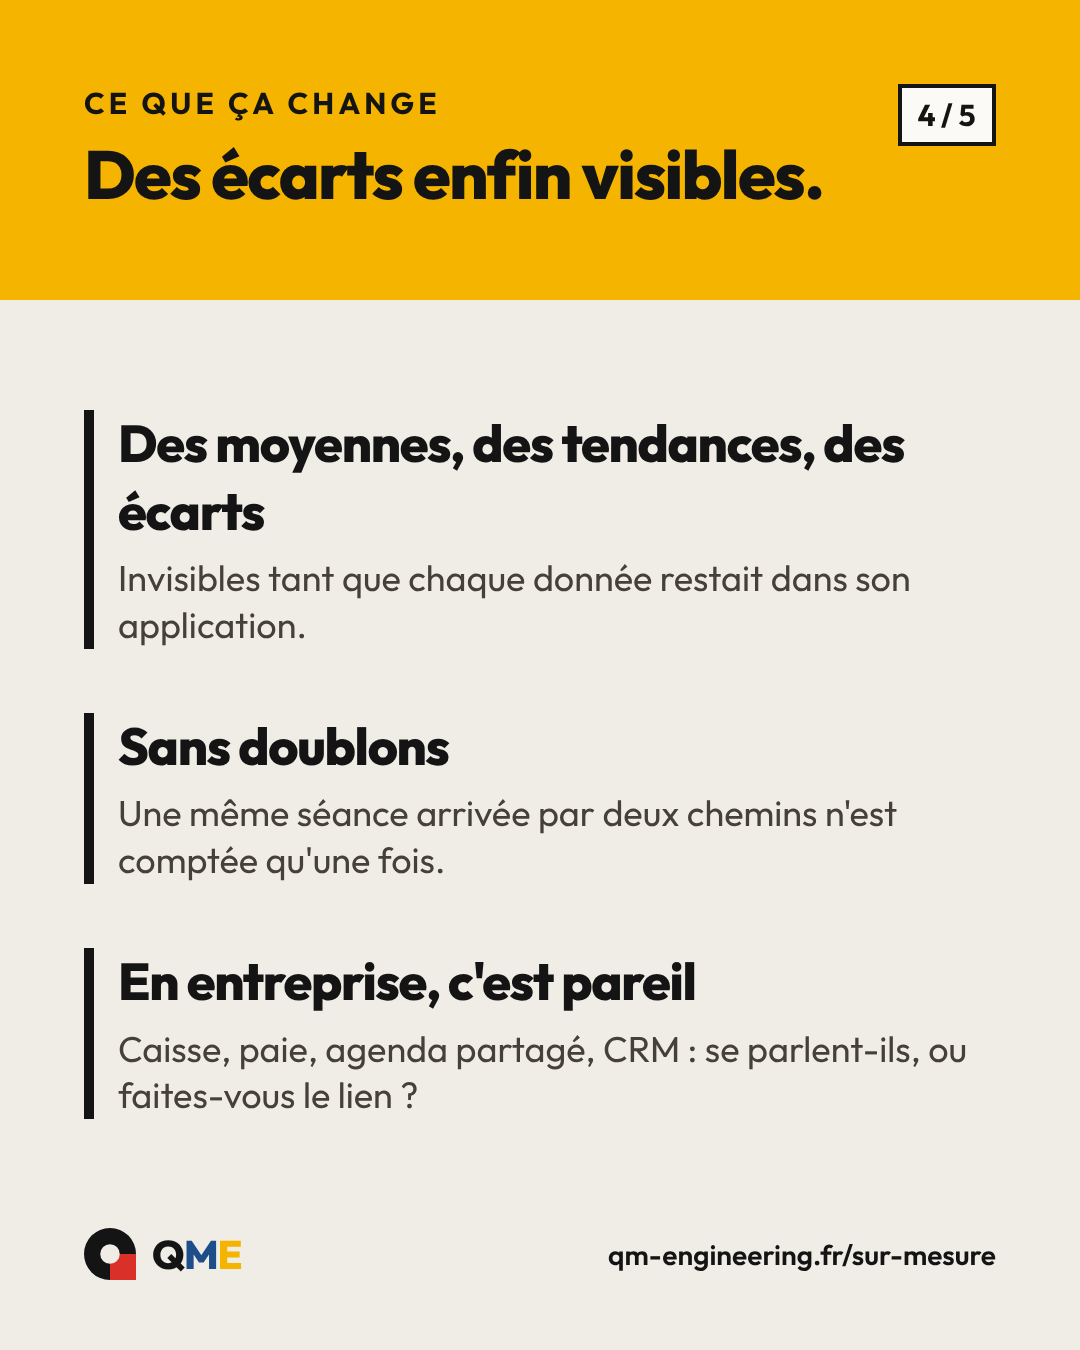 CE QUE ÇA CHANGE
4/5
Des écarts enfin visibles.
Des moyennes, des tendances, des
écarts
Invisibles tant que chaque donnée restait dans son
application.
Sans doublons
Une même séance arrivée par deux chemins n'est
comptée qu'une fois.
En entreprise, c'est pareil
Caisse, paie, agenda partagé, CRM : se parlent-ils, ou
faites-vous le lien ?
QME
qm-engineering.fr/sur-mesure